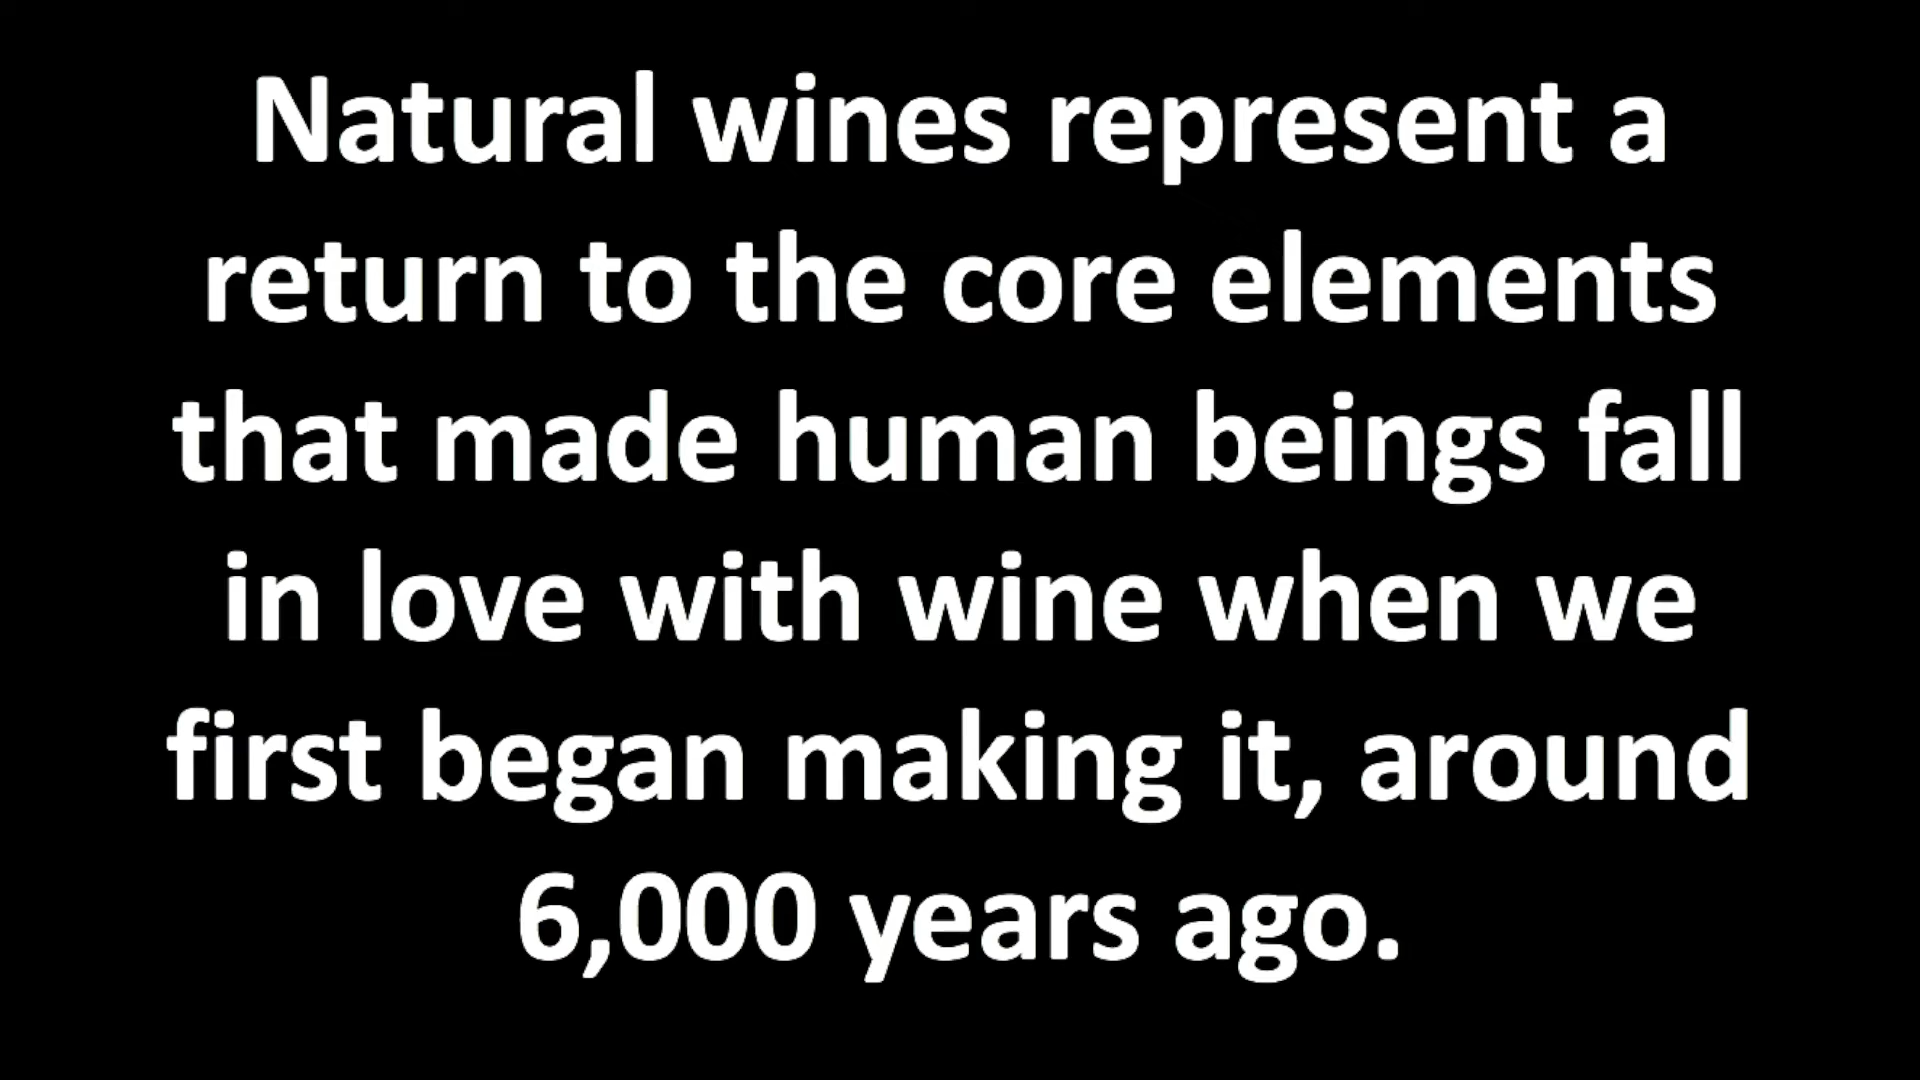 Natural wines represent a
return to the core elements
that made human beings fall
in love with wine when we
first began making it, around
6,000 years ago.